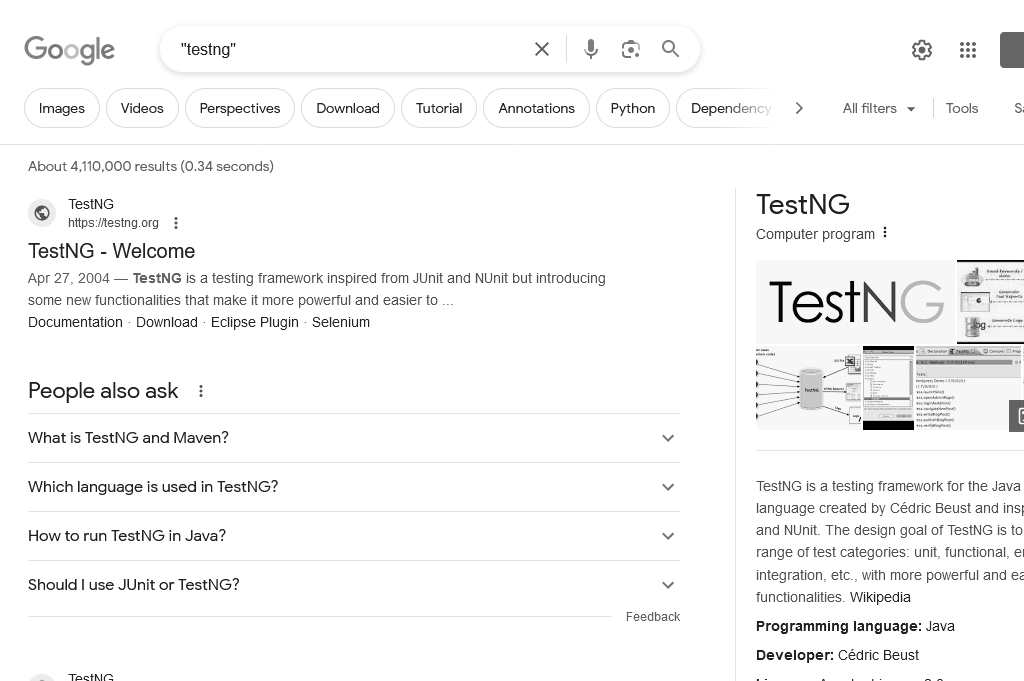 Google
"testng"
Images
Videos
Perspectives
Download
Tutorial
Annotations
Python
Dependency
All filters
Tools
About 4,110,000 results (0.34 seconds)
TestNG
https://testng.org
TestNG - Welcome
Apr 27, 2004 — TestNG is a testing framework inspired from JUnit and NUnit but introducing
some new functionalities that make it more powerful and easier to ...
Documentation · Download · Eclipse Plugin · Selenium
People also ask
What is TestNG and Maven?
Which language is used in TestNG?
How to run TestNG in Java?
Should I use JUnit or TestNG?
Feedback
TestNG
TestNG
Computer program
TestNG
TestNG is a testing framework for the Java
language created by Cédric Beust and
and NUnit. The design goal of TestNG is to
range of test categories: unit, functional,
integration, etc., with more powerful and
functionalities. Wikipedia
Programming language: Java
Developer: Cédric Beust